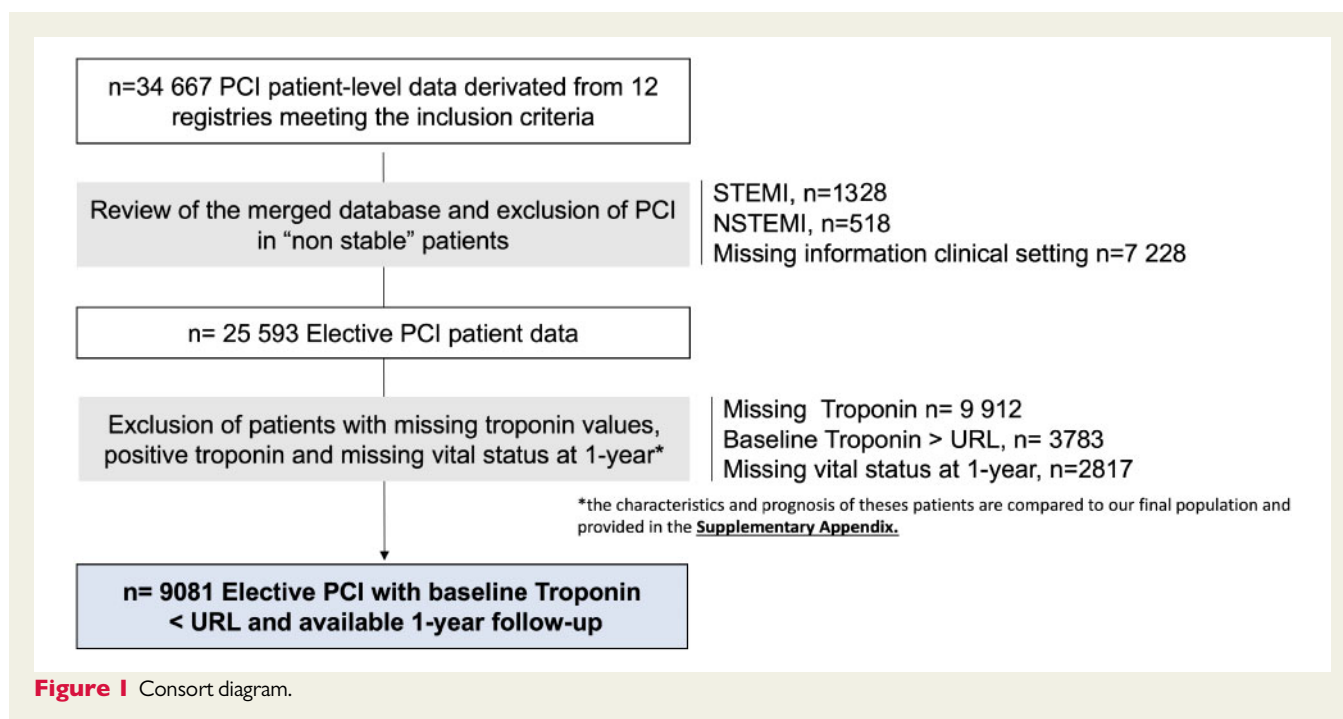 n=34 667 PCI patient-level data derivated from 12
registries meeting the inclusion criteria
Review of the merged database and exclusion of PCI
in “non stable” patients
STEMI, n=1328
NSTEMI, n=518
Missing information clinical setting n=7 228
n= 25 593 Elective PCI patient data
Exclusion of patients with missing troponin values,
positive troponin and missing vital status at 1-year*
Missing Troponin n= 9 912
Baseline Troponin > URL, n= 3783
Missing vital status at 1-year, n=2817
*the characteristics and prognosis of theses patients are compared to our final population and
provided in the Supplementary Appendix.
n= 9081 Elective PCI with baseline Troponin
< URL and available 1-year follow-up
Figure 1 Consort diagram.